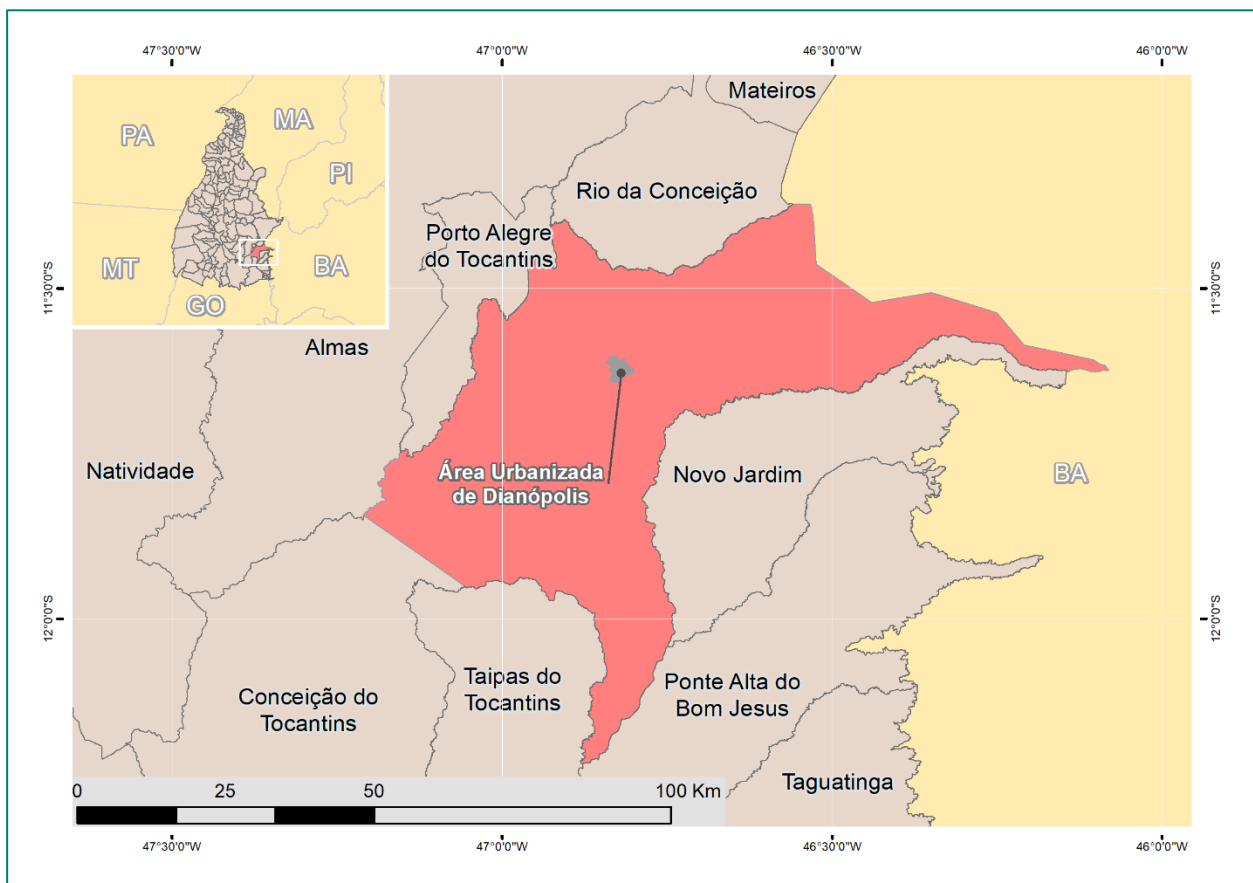 47°30'0"W
47°0'0"W
46°30'0"W
46°0'0"W
Mateiros
PA
MA
PI
MT
BA
GO
Rio da Conceição
Porto Alegre
do Tocantins
11°30'0"S
11°30'0"S
Almas
Natividade
Área Urbanizada
de Dianópolis
Novo Jardim
BA
12°0'0"S
12°0'0"S
Conceição do
Tocantins
Taipas do
Tocantins
Ponte Alta do
Bom Jesus
Taguatinga
0
25
50
100 Km
47°30'0"W
47°0'0"W
46°30'0"W
46°0'0"W